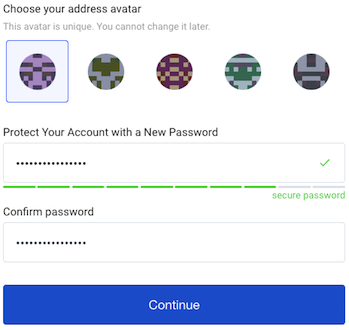 Choose your address avatar
This avatar is unique. You cannot change it later.
Protect Your Account with a New Password
••••••••••••••••
secure password
Confirm password
••••••••••••••••
Continue